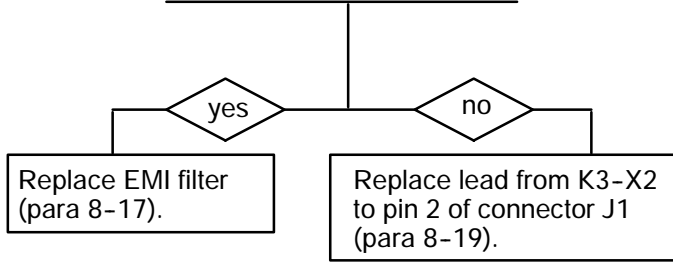 yes
no
Replace EMI filter
(para 8-17).
Replace lead from K3-X2
to pin 2 of connector J1
(para 8-19).